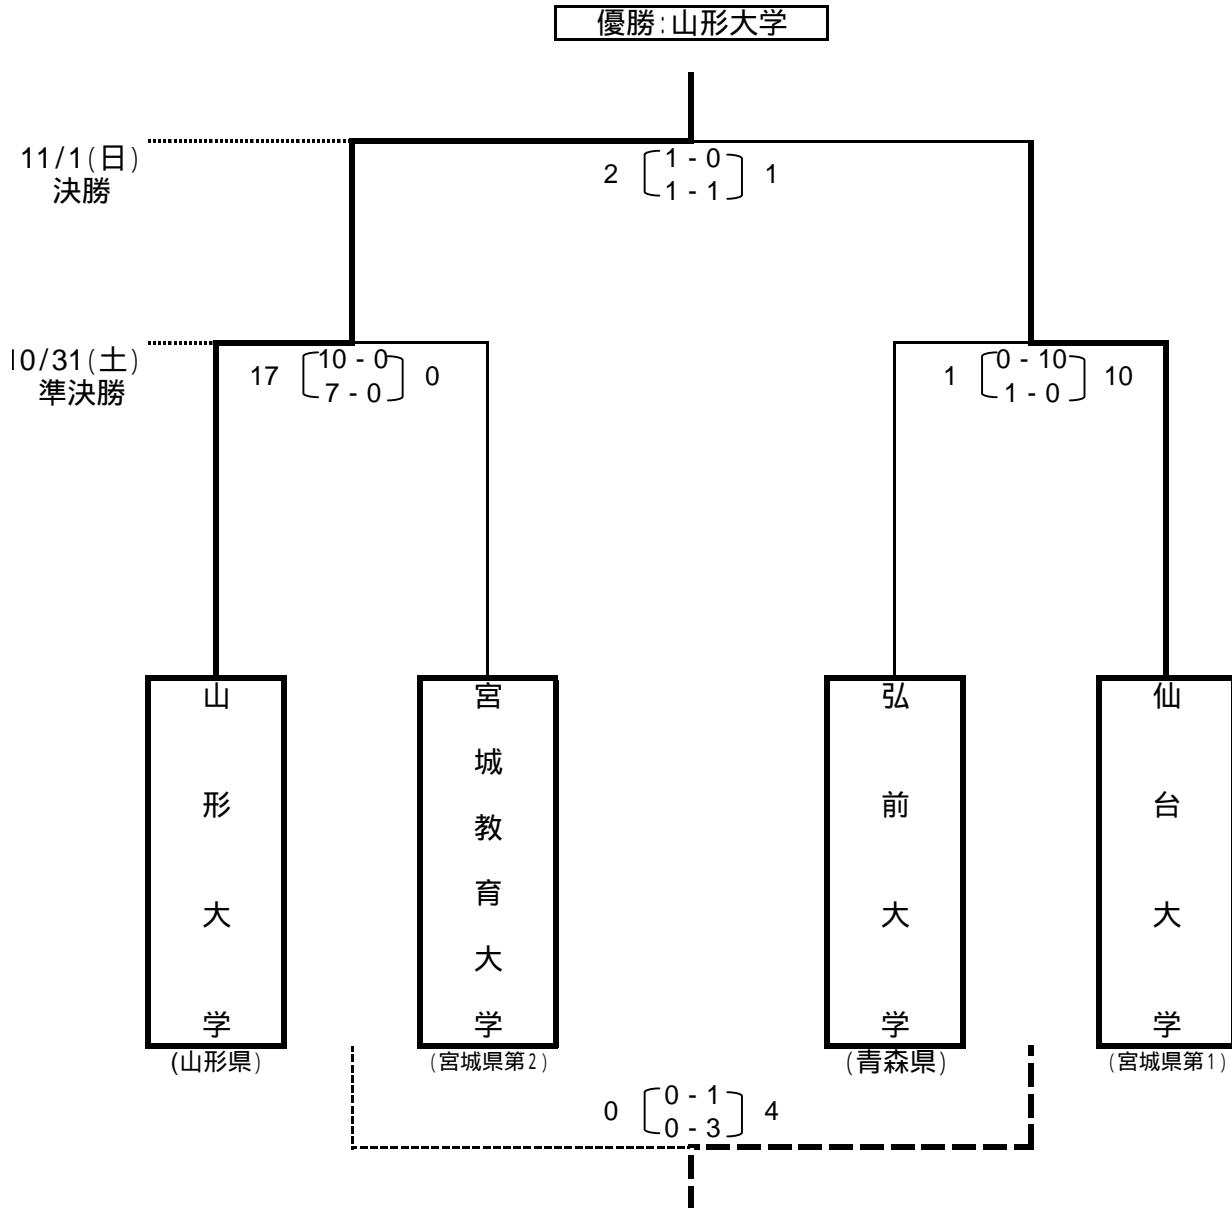 優勝:山形大学
11/1(日)
決勝
2 1 - 0 1
1 - 1
10/31(土)
準決勝
17 10 - 0 0
7 - 0
1 0 - 10 10
1 - 0
山形大学
宮城教育大学
弘前大学
仙台大学
(山形県)
(宮城県第2)
(青森県)
(宮城県第1)
0 0 - 1 4
0 - 3